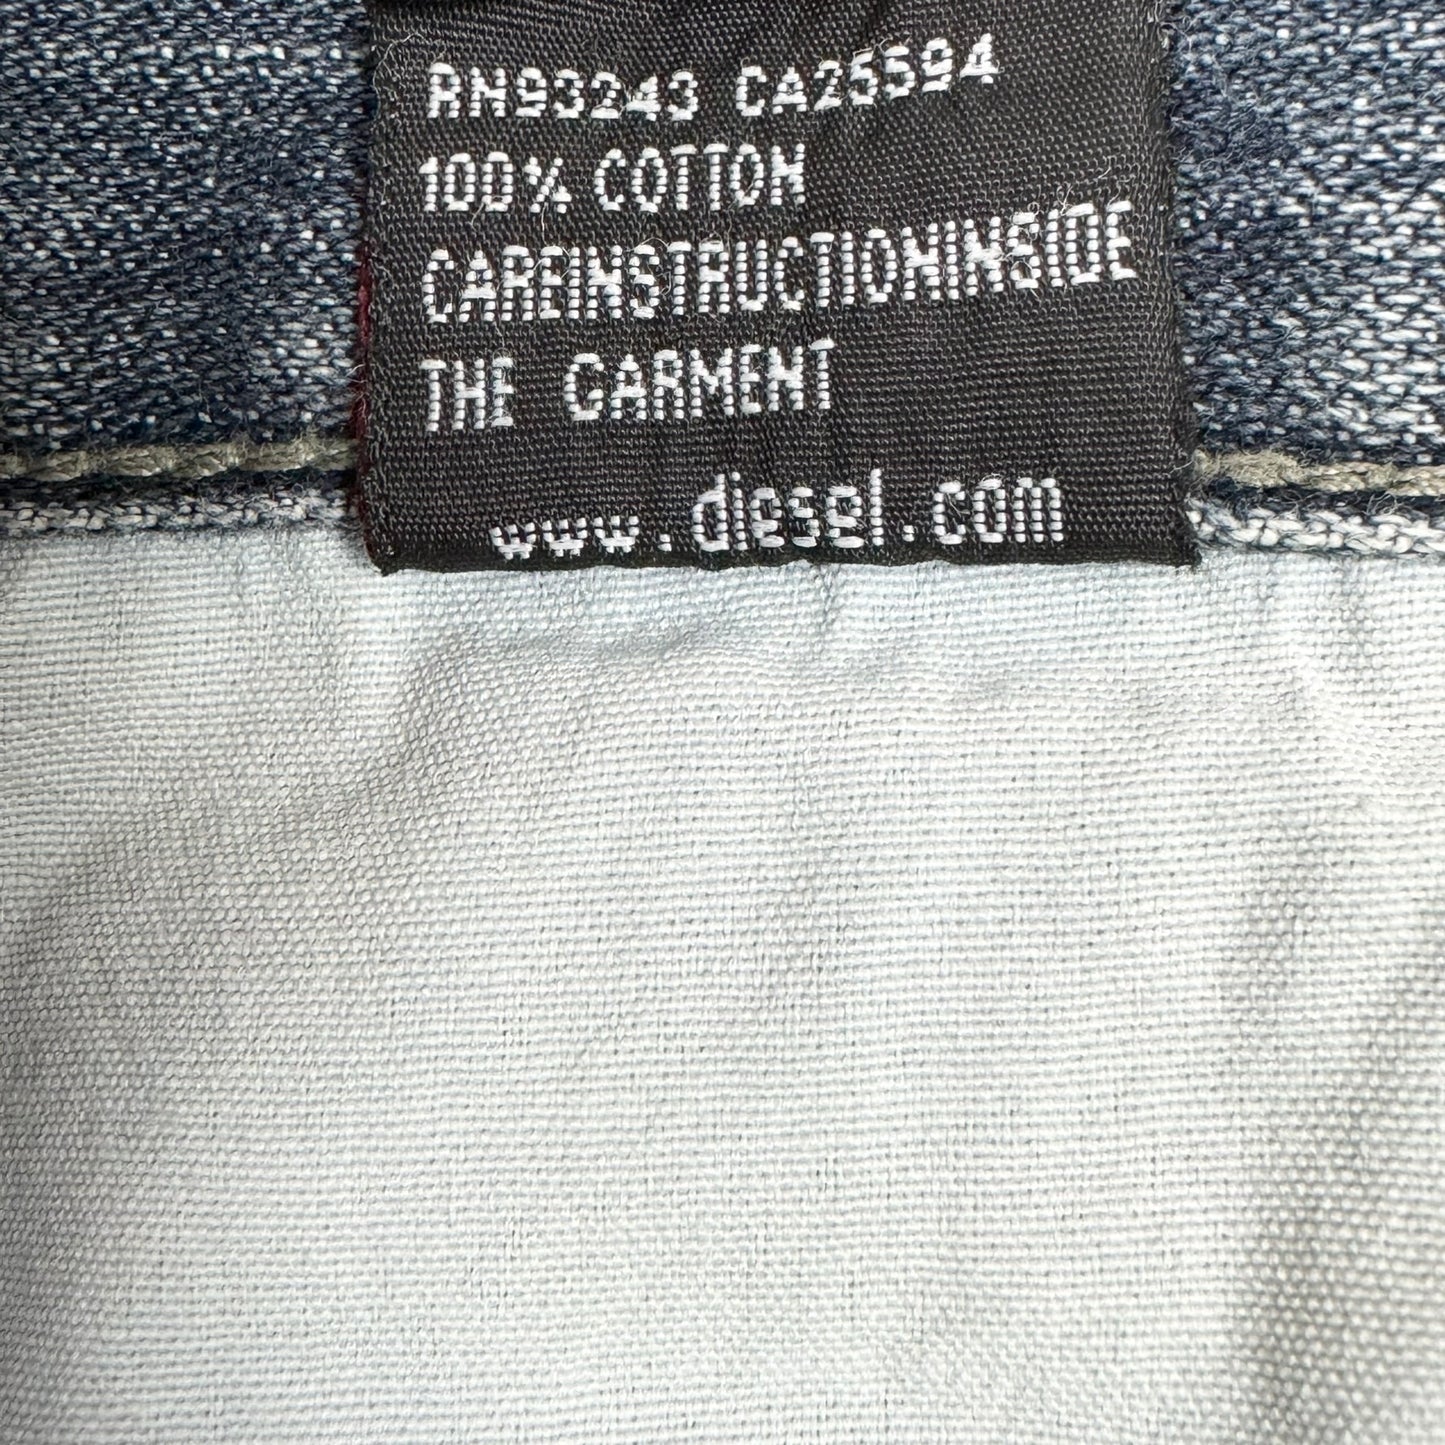 RN93243 CA25594
100% COTTON
CAREINSTRUCTIONINSIDE
THE GARMENT
www.diesel.com